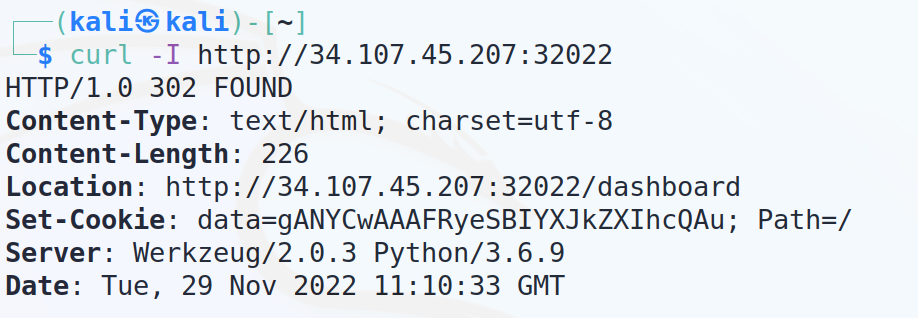 ┌──(kali㉿kali)-[~]
└─$ curl -I http://34.107.45.207:32022
HTTP/1.0 302 FOUND
Content-Type: text/html; charset=utf-8
Content-Length: 226
Location: http://34.107.45.207:32022/dashboard
Set-Cookie: data=gANYCwAAAFRyeSBIYXJkZXIhcQAu; Path=/
Server: Werkzeug/2.0.3 Python/3.6.9
Date: Tue, 29 Nov 2022 11:10:33 GMT